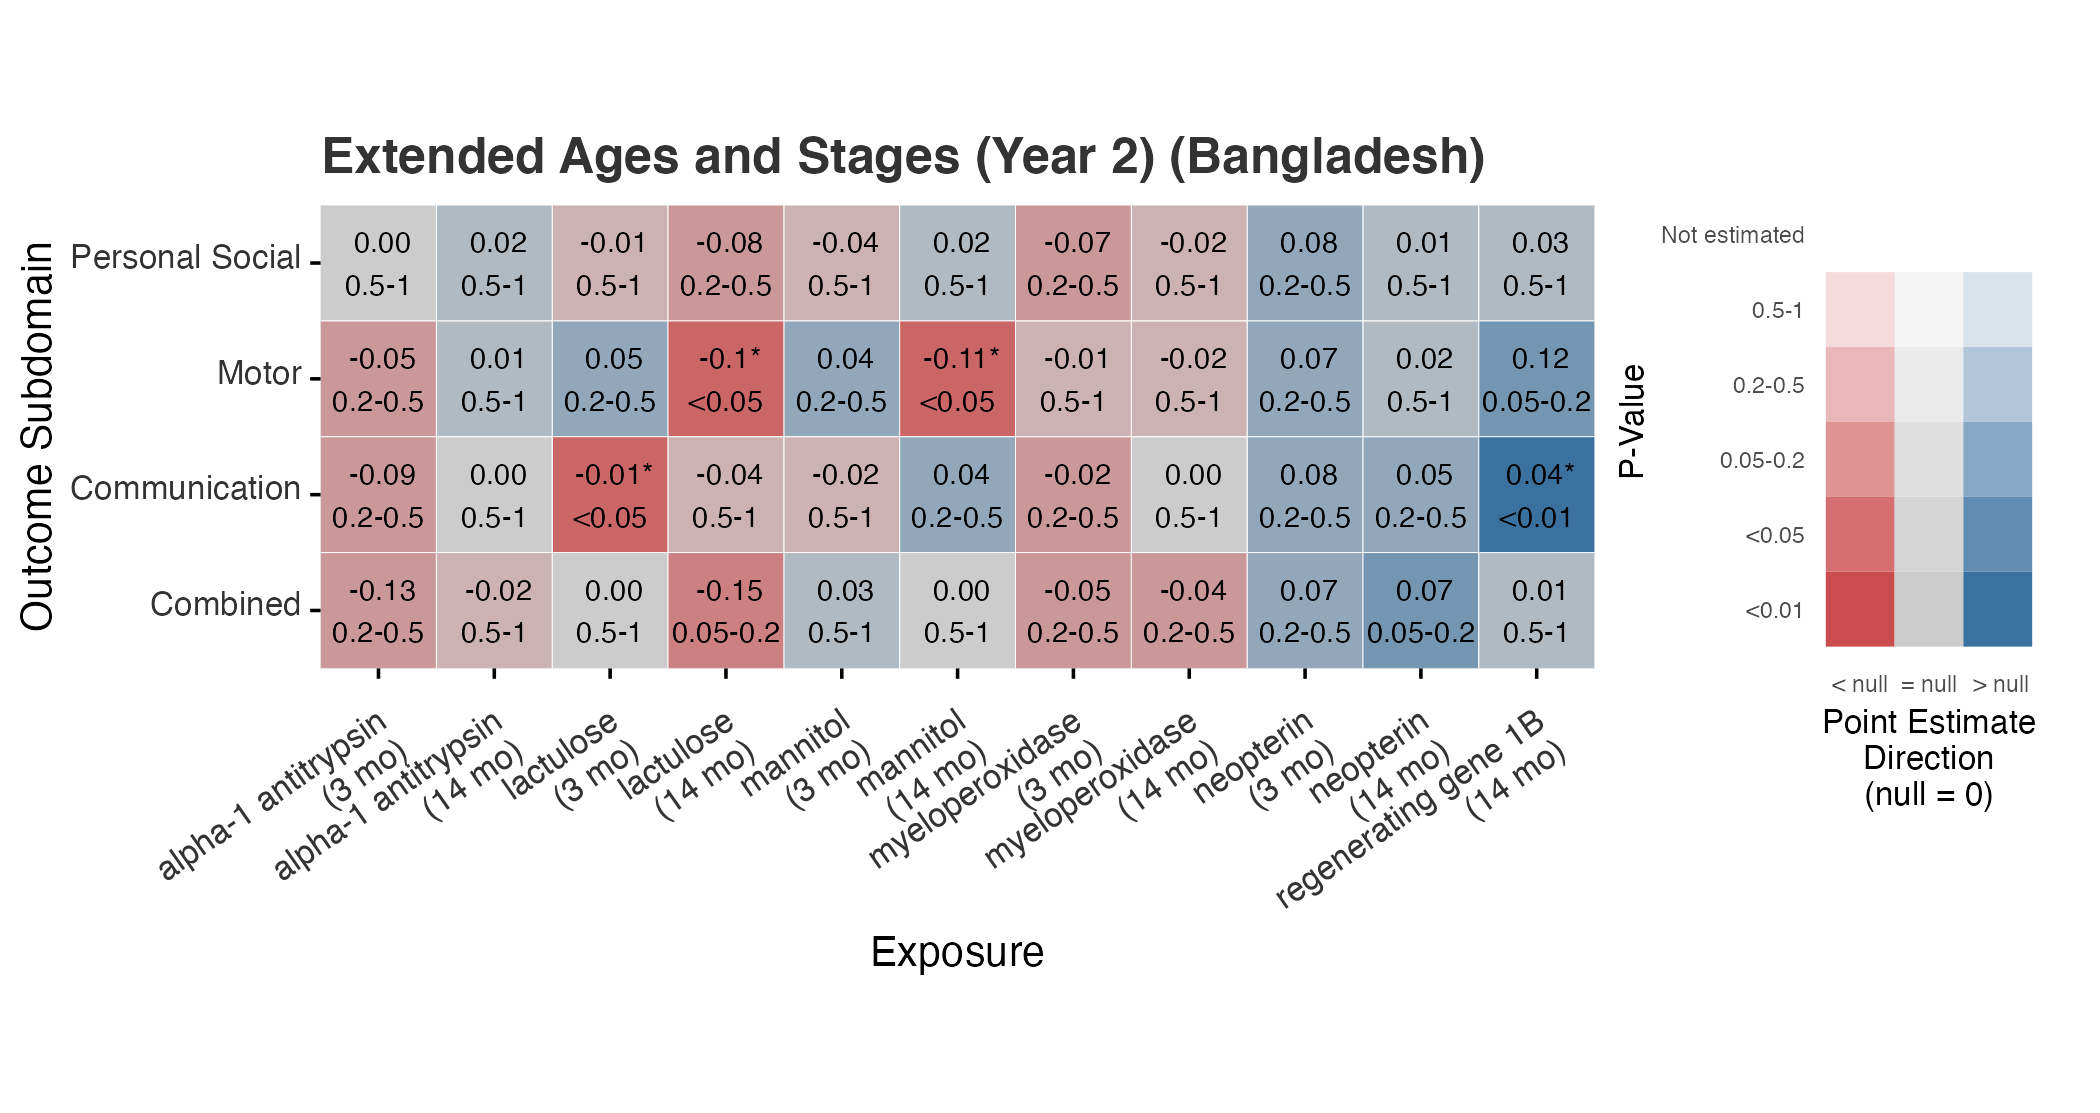 Extended Ages and Stages (Year 2) (Bangladesh)
Outcome Subdomain
Personal Social
0.00 0.02 -0.01 -0.08 -0.04 0.02 -0.07 -0.02 0.08 0.01 0.03
0.5-1 0.5-1 0.5-1 0.2-0.5 0.5-1 0.5-1 0.2-0.5 0.5-1 0.2-0.5 0.5-1 0.5-1
Motor
-0.05 0.01 0.05 -0.1* 0.04 -0.11* -0.01 -0.02 0.07 0.02 0.12
0.2-0.5 0.5-1 0.2-0.5 <0.05 0.2-0.5 <0.05 0.5-1 0.5-1 0.2-0.5 0.5-1 0.05-0.2
Communication
-0.09 0.00 -0.01* -0.04 -0.02 0.04 -0.02 0.00 0.08 0.05 0.04*
0.2-0.5 0.5-1 <0.05 0.5-1 0.5-1 0.2-0.5 0.2-0.5 0.5-1 0.2-0.5 0.2-0.5 <0.01
Combined
-0.13 -0.02 0.00 -0.15 0.03 0.00 -0.05 -0.04 0.07 0.07 0.01
0.2-0.5 0.5-1 0.5-1 0.05-0.2 0.5-1 0.5-1 0.2-0.5 0.2-0.5 0.2-0.5 0.05-0.2 0.5-1
alpha-1 antitrypsin
(3 mo)
alpha-1 antitrypsin
(14 mo)
lactulose
(3 mo)
lactulose
(14 mo)
mannitol
(3 mo)
mannitol
(14 mo)
myeloperoxidase
(3 mo)
myeloperoxidase
(14 mo)
neopterin
(3 mo)
neopterin
(14 mo)
regenerating gene 1B
(14 mo)
Exposure
P-Value
Not estimated
0.5-1
0.2-0.5
0.05-0.2
<0.05
<0.01
< null = null > null
Point Estimate
Direction
(null = 0)